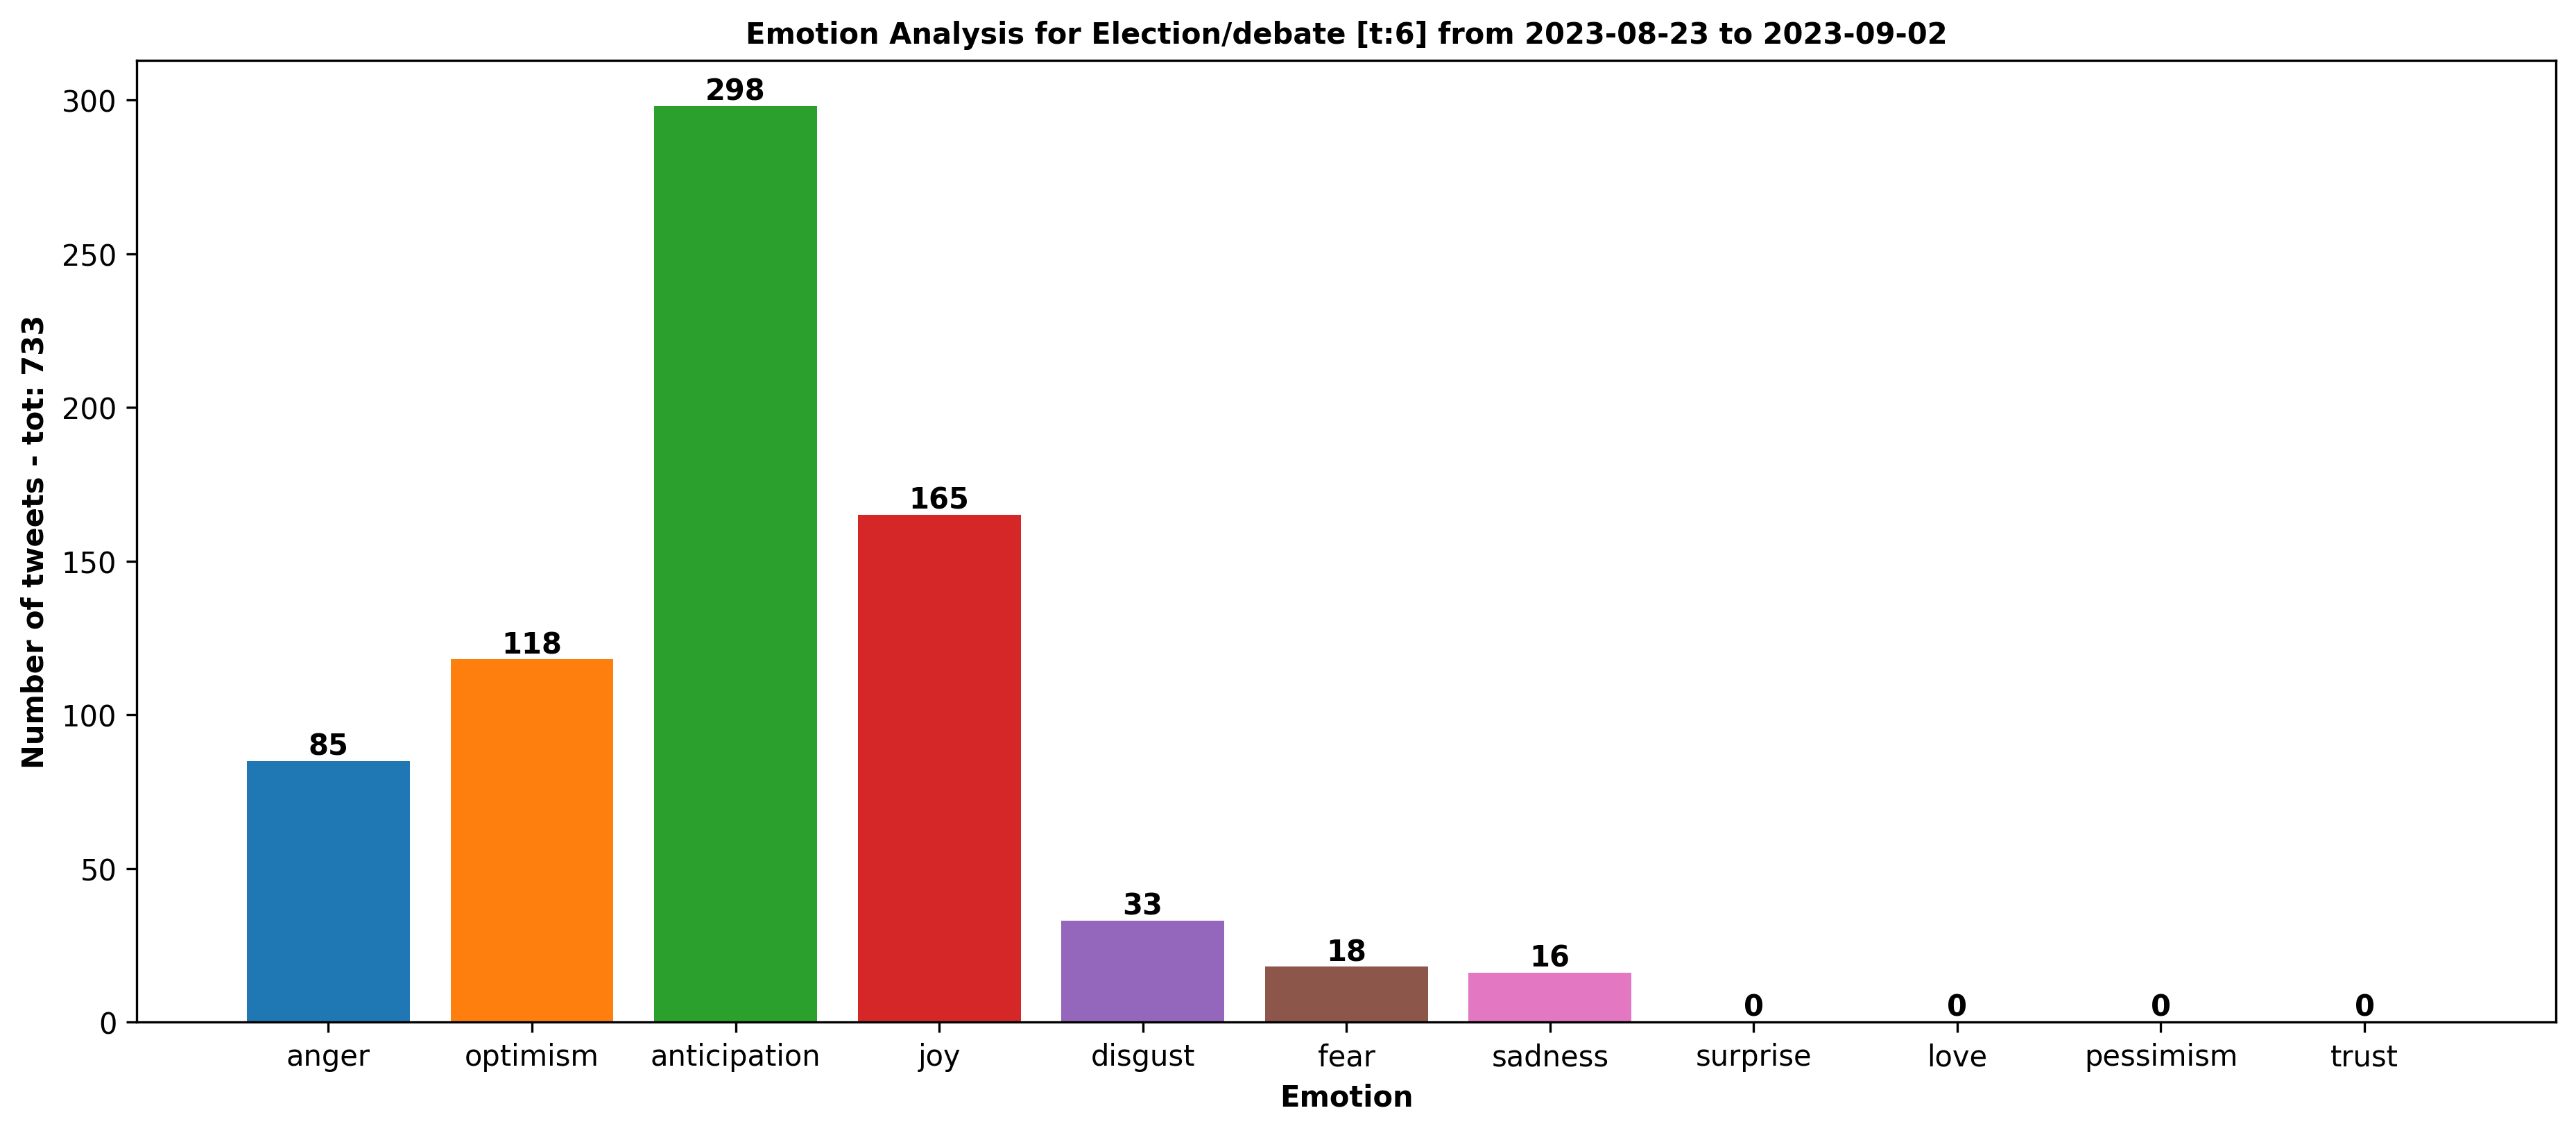 Emotion Analysis for Election/debate [t:6] from 2023-08-23 to 2023-09-02
Number of tweets - tot: 733
300
250
200
150
100
50
0
85
118
298
165
33
18
16
0
0
0
0
anger
optimism
anticipation
joy
disgust
fear
sadness
surprise
love
pessimism
trust
Emotion